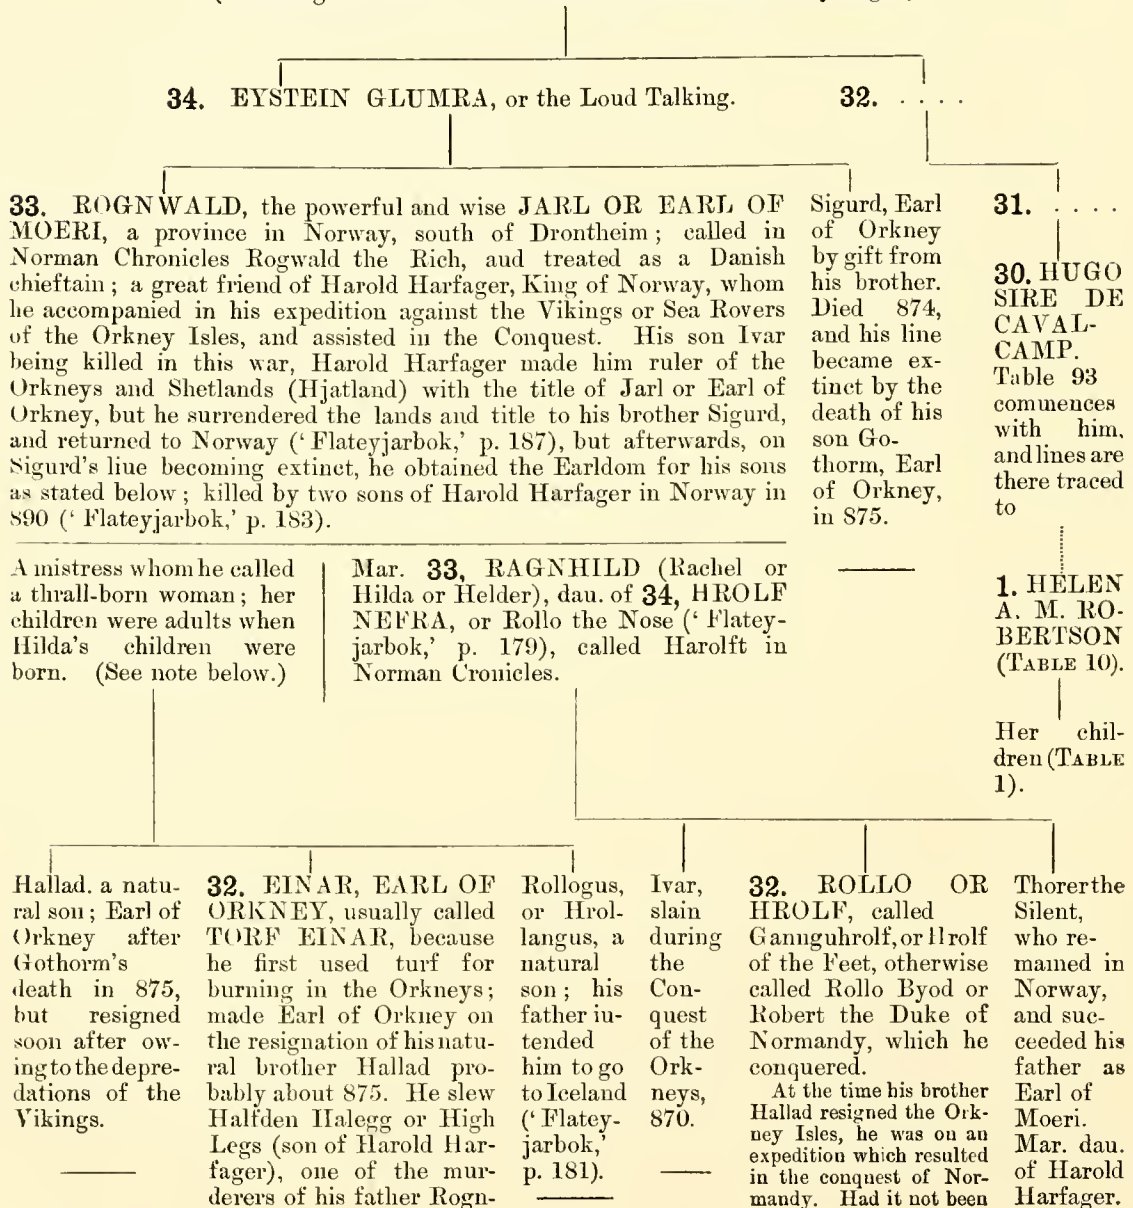 34. EYSTEIN GLUMRA, or the Loud Talking.
32. . . . .
33. ROGNWALD, the powerful and wise JARL OR EARL OF
MOERI, a province in Norway, south of Drontheim ; called in
Norman Chronicles Rogwald the Rich, aud treated as a Danish
chieftain ; a great friend of Harold Harfager, King of Norway, whom
he accompanied in his expedition against the Vikings or Sea Rovers
of the Orkney Isles, and assisted in the Conquest. His son Ivar
being killed in this war, Harold Harfager made him ruler of the
Orkneys and Shetlands (Hjatland) with the title of Jarl or Earl of
Orkney, but he surrendered the lands and title to his brother Sigurd,
and returned to Norway (‘ Flateyjarbok,’ p. 187), but afterwards, on
Sigurd’s liue becoming extinct, he obtained the Earldom for his sons
as stated below ; killed by two sons of Harold Harfager in Norway in
890 (‘ Flateyjarbok,’ p. 183).
Sigurd, Earl
of Orkney
by gift from
his brother.
Died 874,
and his line
became ex-
tinct by the
death of his
son Go-
thorm, Earl
of Orkney,
in 875.
31. . . . .
30. HUGO
SIRE DE
CAVAL-
CAMP.
Table 93
commences
with him,
and lines are
there traced
to
1. HELEN
A. M. RO-
BERTSON
(TABLE 10).
Her chil-
dren (TABLE
1).
A mistress whom he called
a thrall-born woman ; her
children were adults when
Hilda’s children were
born. (See note below.)
Mar. 33, RAGNHILD (Rachel or
Hilda or Helder), dau. of 34, HROLF
NEFRA, or Rollo the Nose (‘ Flatey-
jarbok,’ p. 179), called Harolft in
Norman Cronicles.
Hallad. a natu-
ral son ; Earl of
Orkney after
Gothorm’s
death in 875,
but resigned
soon after ow-
ing to the depre-
dations of the
Vikings.
32. EINAR, EARL OF
ORKNEY, usually called
TORF EINAR, because
he first used turf for
burning in the Orkneys ;
made Earl of Orkney on
the resignation of his natu-
ral brother Hallad pro-
bably about 875. He slew
Halfden Halegg or High
Legs (son of Harold Har-
fager), one of the mur-
derers of his father Rogn-
Rollogus,
or Hrol-
langus, a
natural
son ; his
father iu-
tended
him to go
to Iceland
(‘ Flatey-
jarbok,’
p. 181).
Ivar,
slain
during
the
Con-
quest
of the
Ork-
neys,
870.
32. ROLLO OR
HROLF, called
Gannguhrolf, or Hrolf
of the Feet, otherwise
called Rollo Byod or
Robert the Duke of
Normandy, which he
conquered.
At the time his brother
Hallad resigned the Ork-
ney Isles, he was on an
expedition which resulted
in the conquest of Nor-
mandy. Had it not been
Thorer the
Silent,
who re-
mained in
Norway,
and suc-
ceeded his
father as
Earl of
Moeri.
Mar. dau.
of Harold
Harfager.